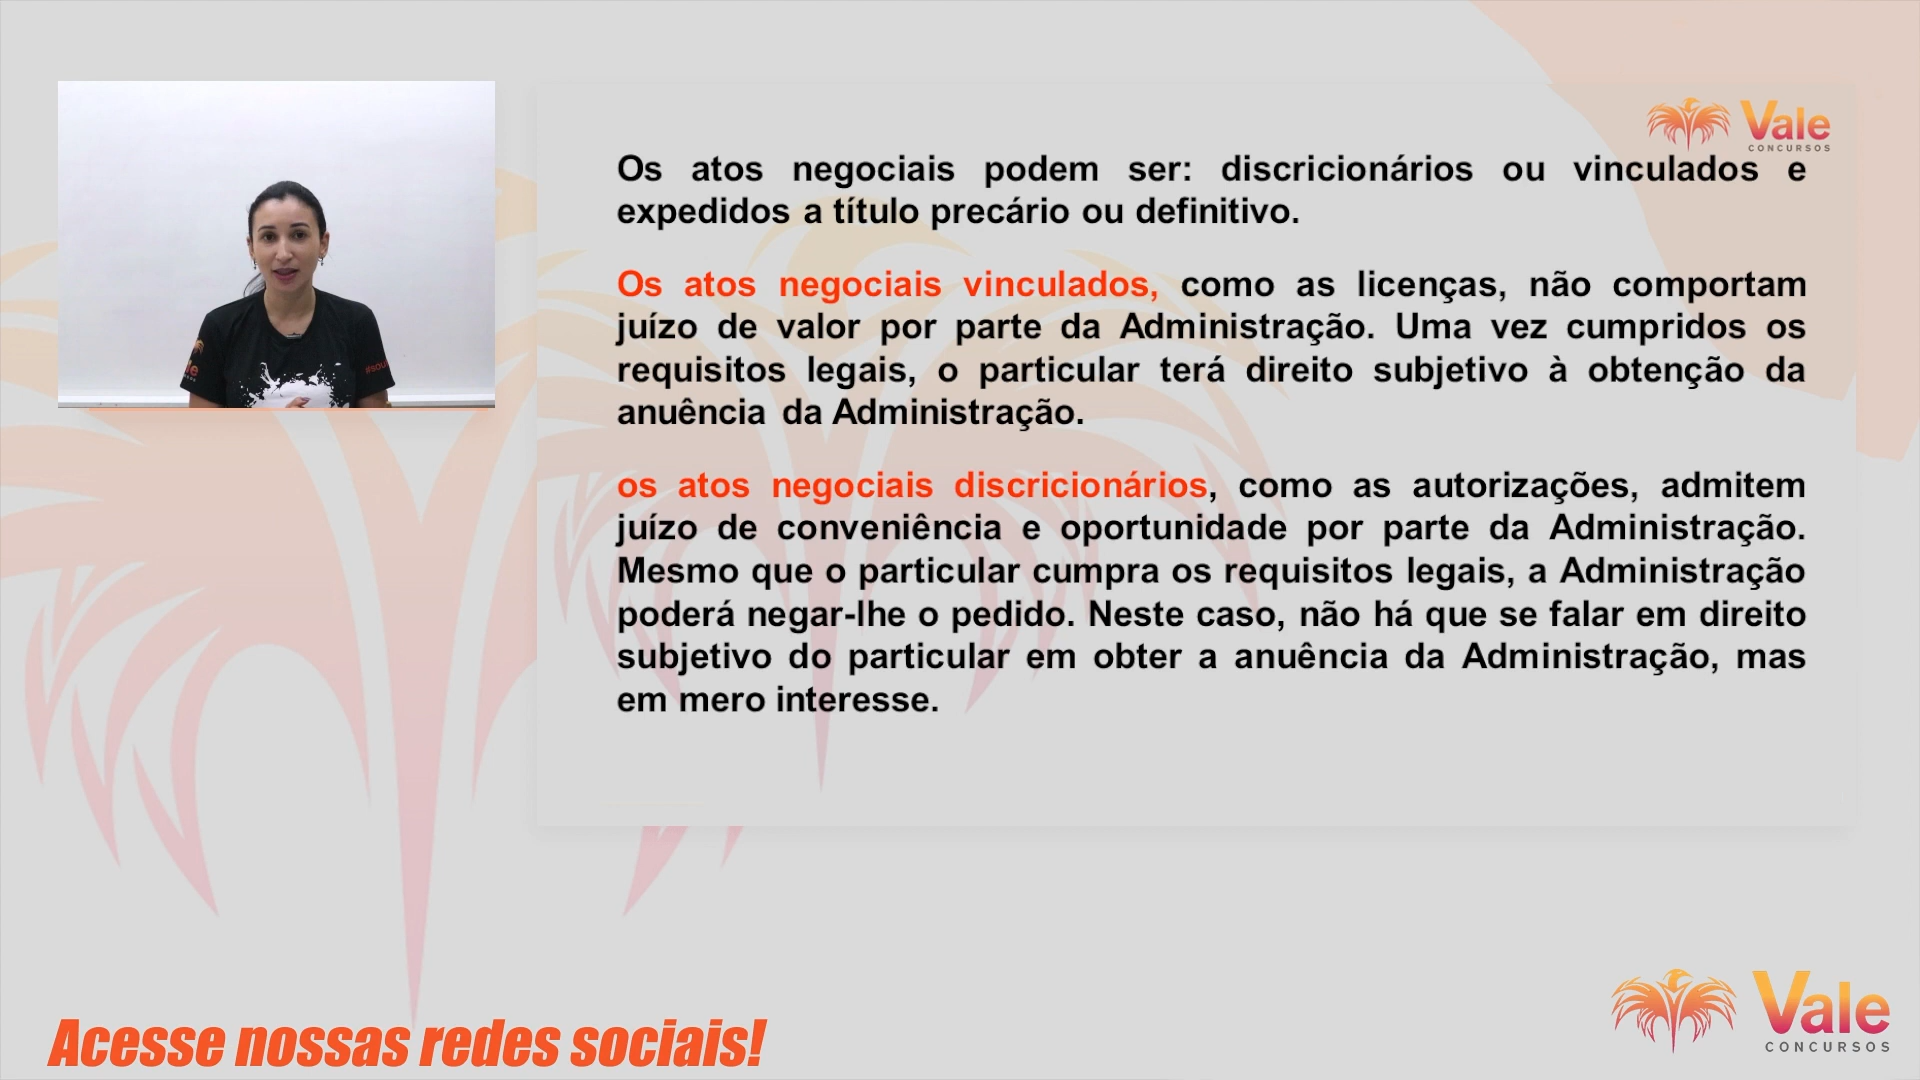 Vale
CONCURSOS
Os atos negociais podem ser: discricionários ou vinculados e
expedidos a título precário ou definitivo.
Os atos negociais vinculados, como as licenças, não comportam
juízo de valor por parte da Administração. Uma vez cumpridos os
requisitos legais, o particular terá direito subjetivo à obtenção da
anuência da Administração.
os atos negociais discricionários, como as autorizações, admitem
juízo de conveniência e oportunidade por parte da Administração.
Mesmo que o particular cumpra os requisitos legais, a Administração
poderá negar-lhe o pedido. Neste caso, não há que se falar em direito
subjetivo do particular em obter a anuência da Administração, mas
em mero interesse.
Acesse nossas redes sociais!
Vale
CONCURSOS